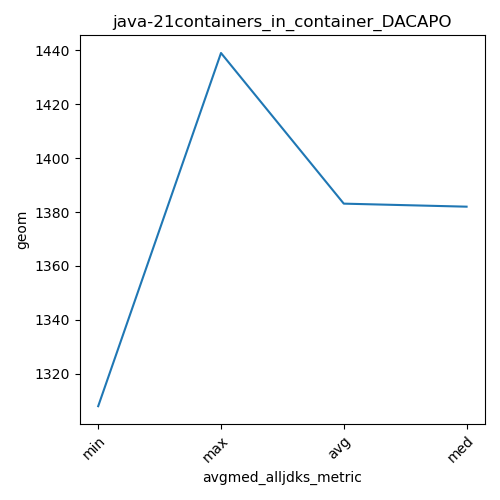 java-21containers_in_container_DACAPO
1440
1420
1400
1380
1360
1340
1320
geom
min
max
avg
med
avgmed_alljdks_metric